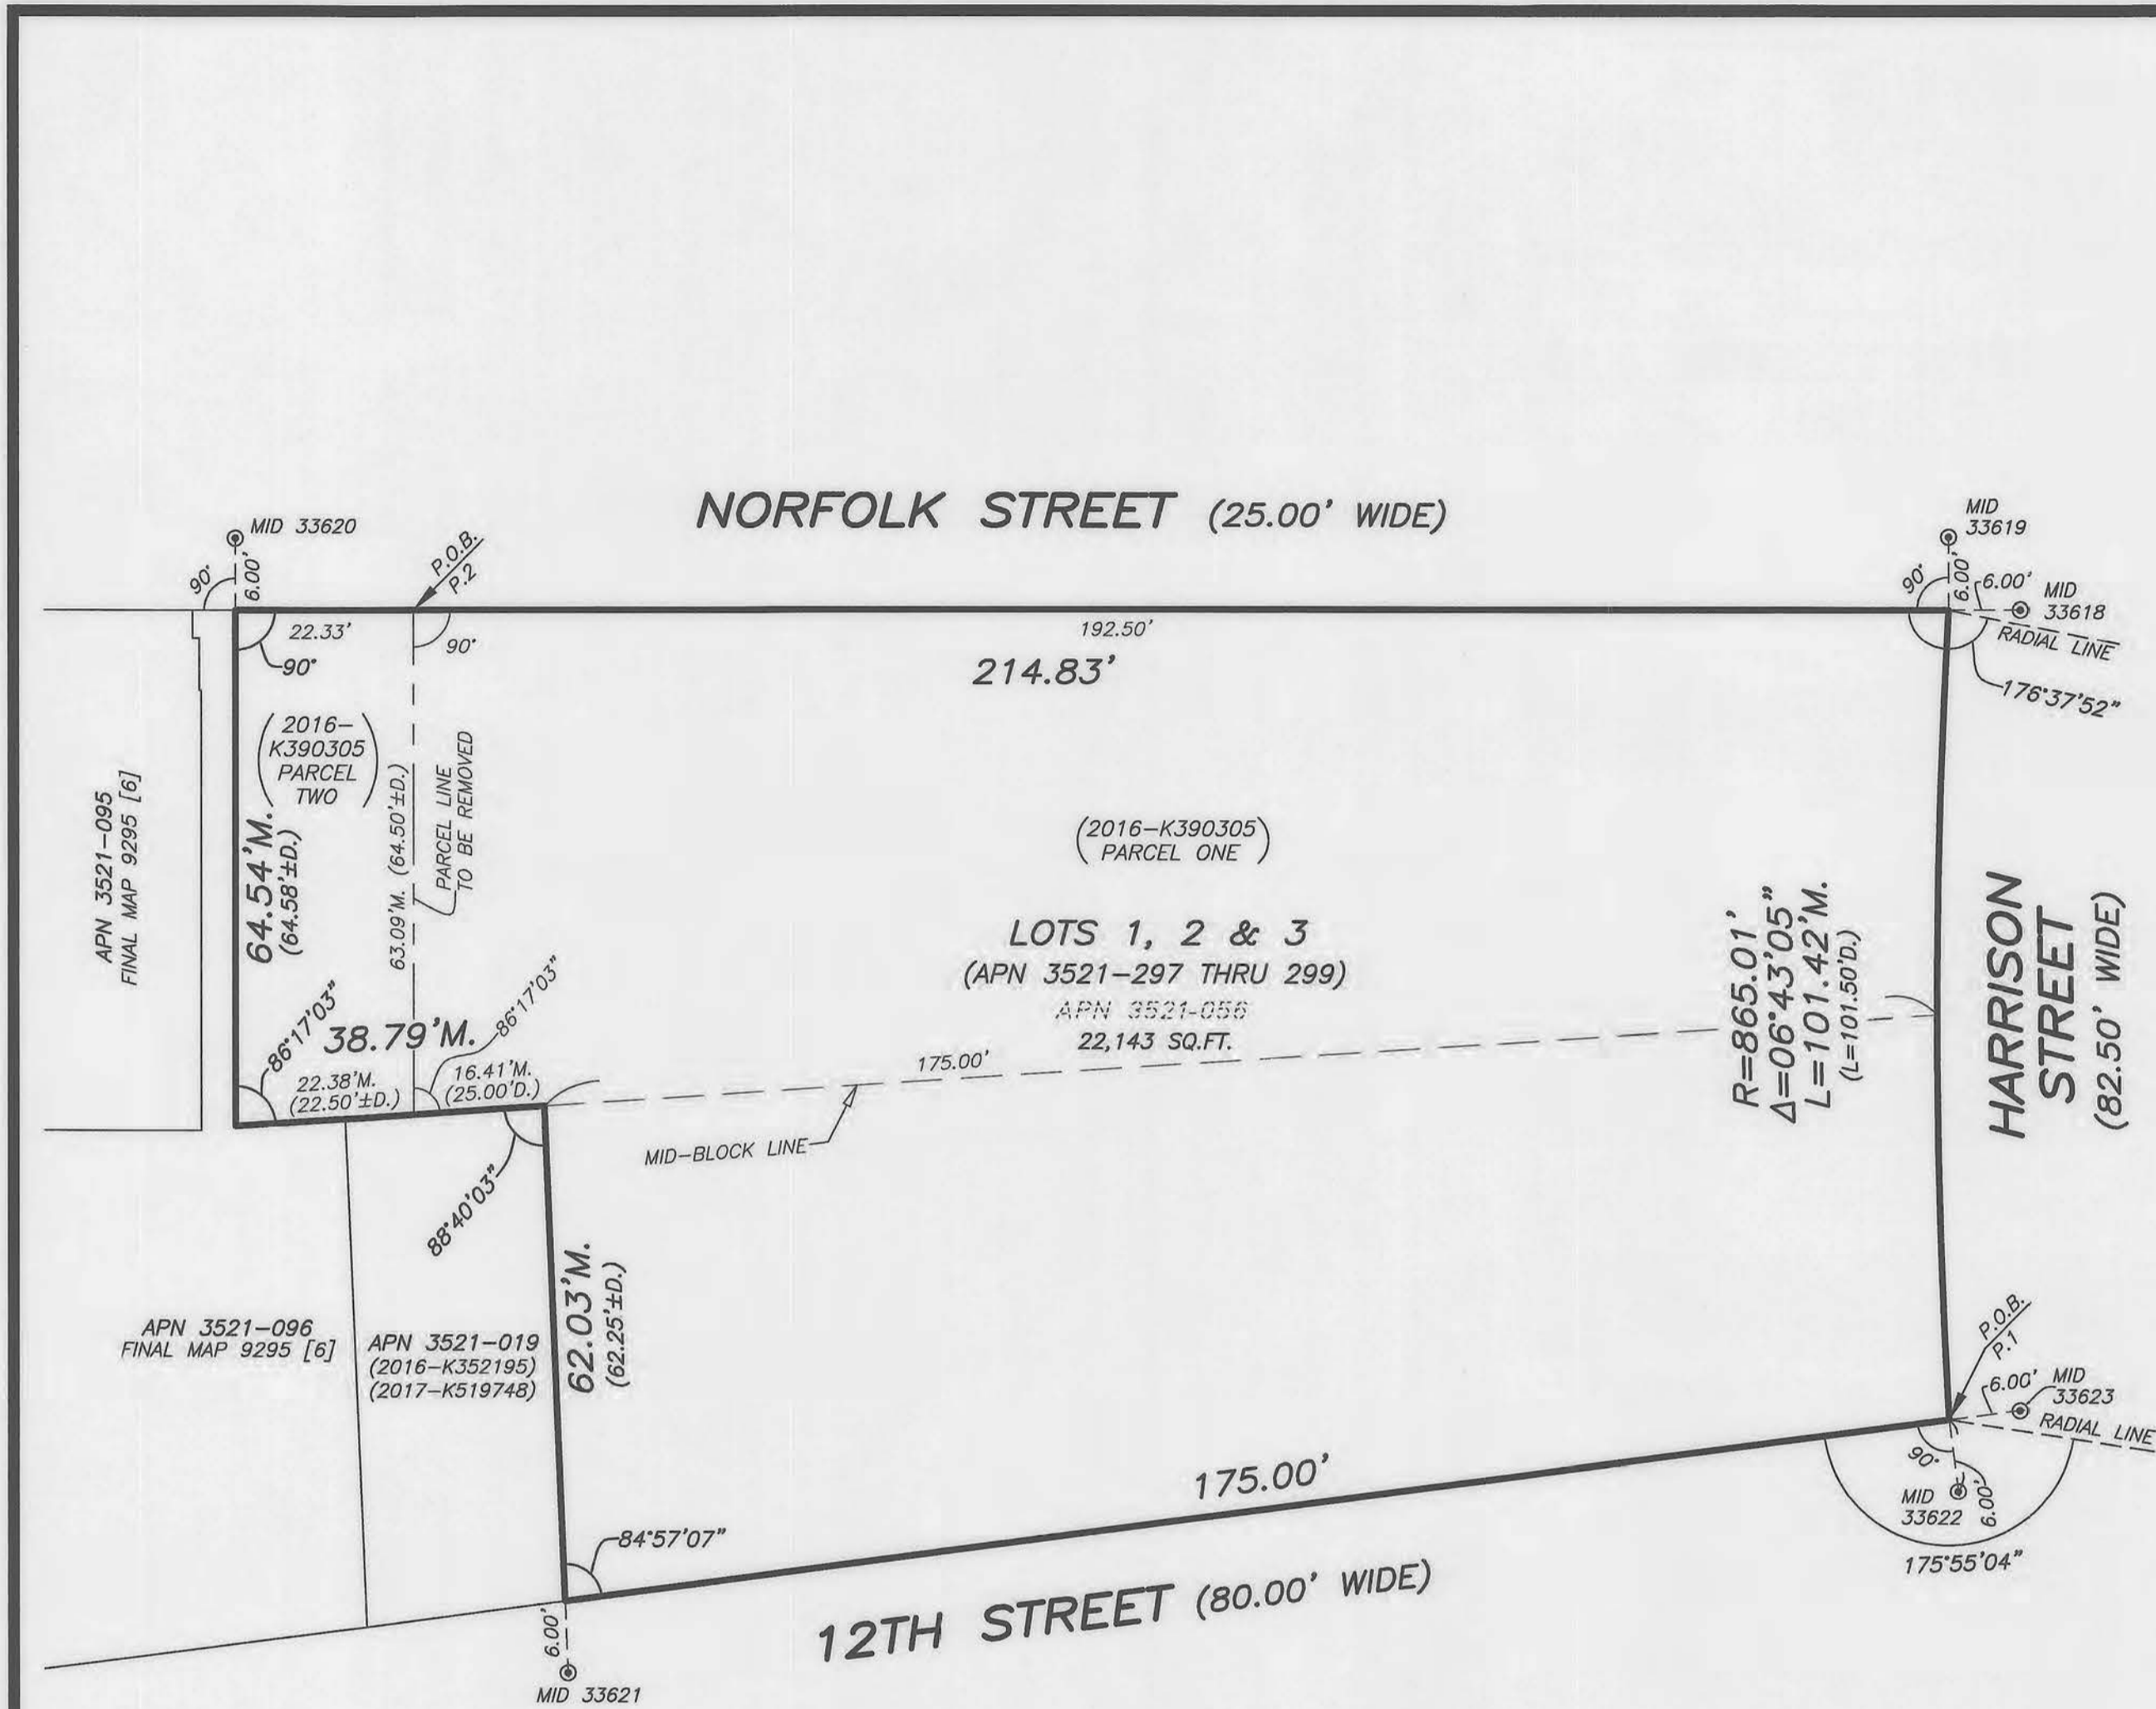 NORFOLK STREET (25.00' WIDE)
MID 33620
90°
6.00'
P.O.B.
P.2
MID
33619
90°
6.00'
6.00'
MID
33618
RADIAL LINE
176°37'52"
22.33'
90°
90°
192.50'
214.83'
(2016-
K390305
PARCEL
TWO)
64.54'M.
(64.58'±D.)
63.09'M. (64.50'±D.)
PARCEL LINE
TO BE REMOVED
APN 3521-095
FINAL MAP 9295 [6]
(2016-K390305
PARCEL ONE)
LOTS 1, 2 & 3
(APN 3521-297 THRU 299)
APN 3521-056
22,143 SQ.FT.
R=865.01'
Δ=06°43'05"
L=101.42'M.
(L=101.50'D.)
HARRISON
STREET
(82.50' WIDE)
86°17'03"
38.79'M.
86°17'03"
22.38'M.
(22.50'±D.)
16.41'M.
(25.00'D.)
175.00'
MID-BLOCK LINE
88°40'03"
62.03'M.
(62.25'±D.)
APN 3521-096
FINAL MAP 9295 [6]
APN 3521-019
(2016-K352195)
(2017-K519748)
P.O.B.
P.1
6.00'
MID
33623
RADIAL LINE
90°
MID
33622
6.00'
175°55'04"
175.00'
84°57'07"
12TH STREET (80.00' WIDE)
6.00'
MID 33621